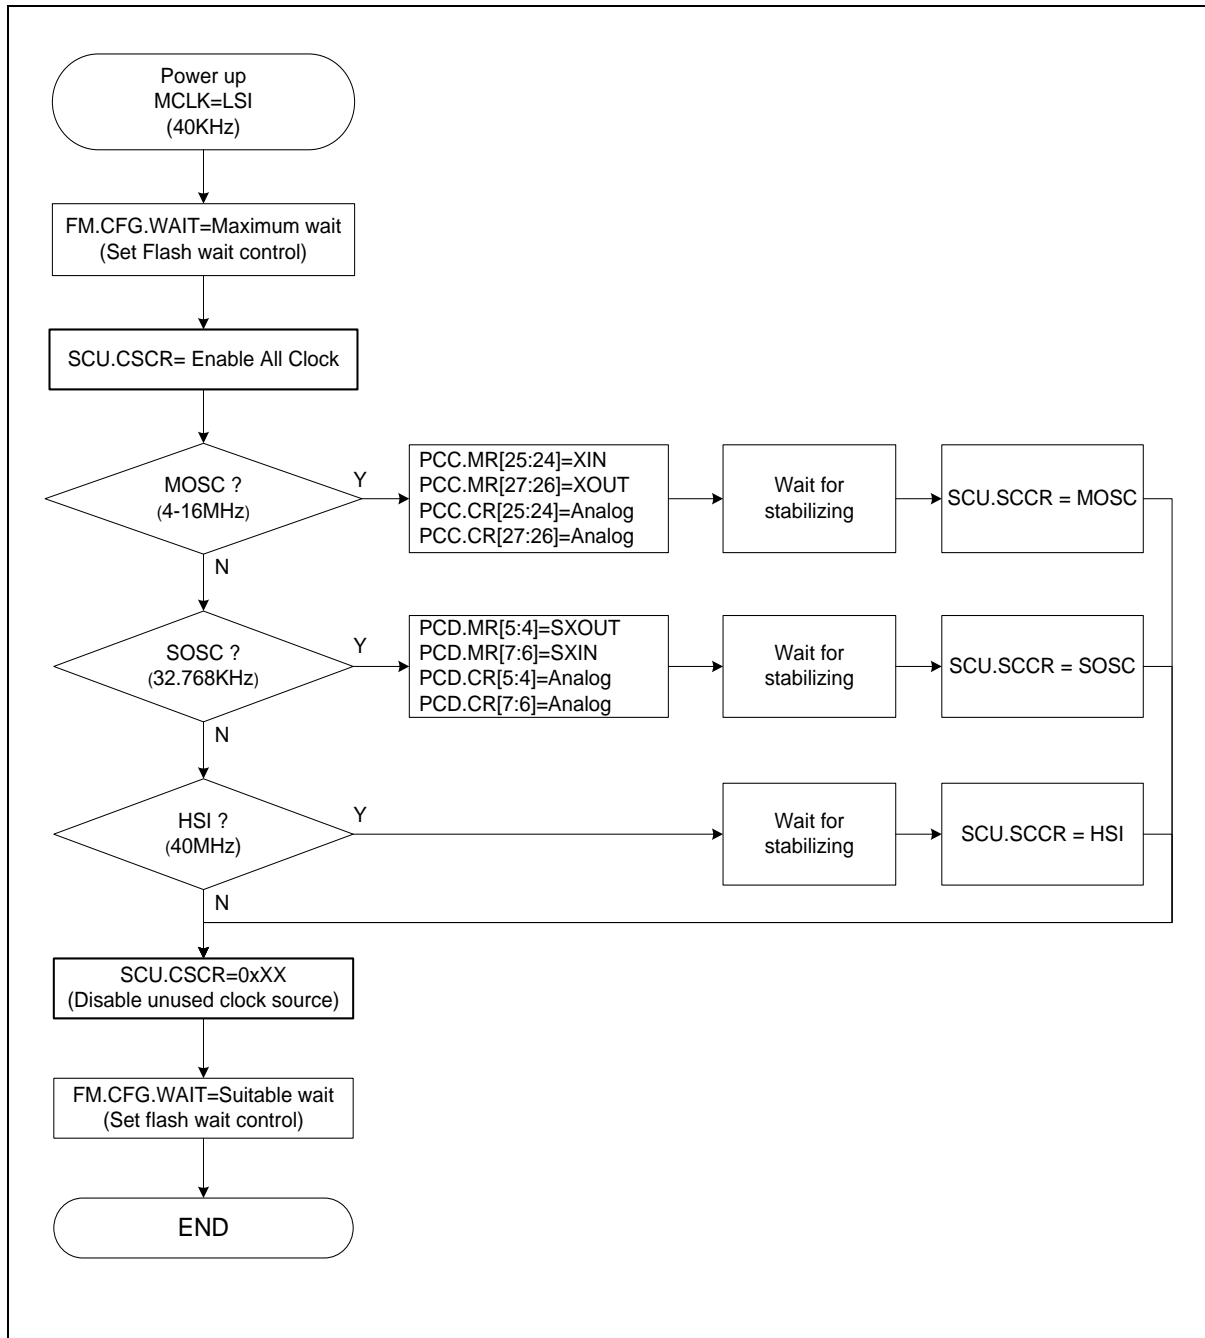 Power up
MCLK=LSI
(40KHz)
FM.CFG.WAIT=Maximum wait
(Set Flash wait control)
SCU.CSCR= Enable All Clock
MOSC ?
(4-16MHz)
Y
N
PCC.MR[25:24]=XIN
PCC.MR[27:26]=XOUT
PCC.CR[25:24]=Analog
PCC.CR[27:26]=Analog
Wait for
stabilizing
SCU.SCCR = MOSC
SOSC ?
(32.768KHz)
Y
N
PCD.MR[5:4]=SXOUT
PCD.MR[7:6]=SXIN
PCD.CR[5:4]=Analog
PCD.CR[7:6]=Analog
Wait for
stabilizing
SCU.SCCR = SOSC
HSI ?
(40MHz)
Y
N
Wait for
stabilizing
SCU.SCCR = HSI
SCU.CSCR=0xXX
(Disable unused clock source)
FM.CFG.WAIT=Suitable wait
(Set flash wait control)
END